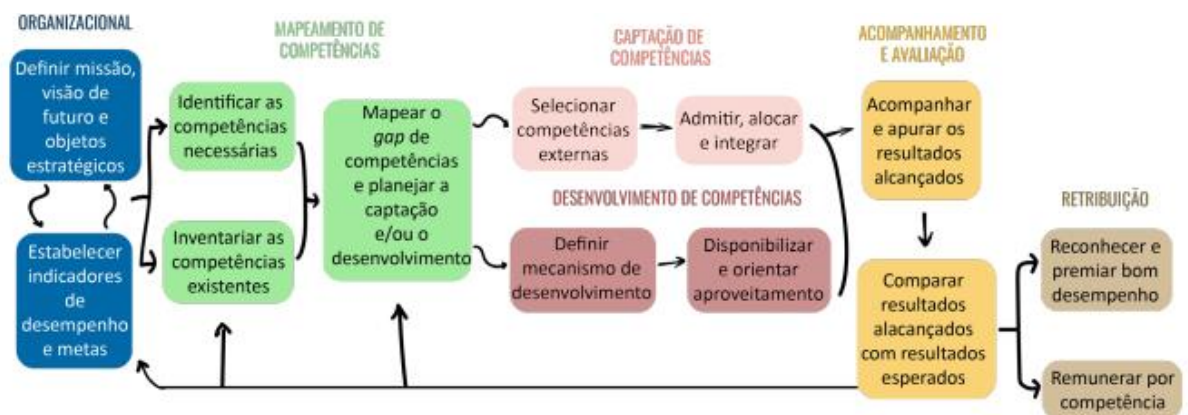 ORGANIZACIONAL
Definir missão,
visão de
futuro e
objetos
estratégicos
Estabelecer
indicadores
de
desempenho
e metas
MAPEAMENTO DE
COMPETÊNCIAS
Identificar as
competências
necessárias
Inventariar as
competências
existentes
Mapear o
gap de
competências
e planejar a
captação
e/ou o
desenvolvimento
CAPTAÇÃO DE
COMPETÊNCIAS
Selecionar
competências
externas
Admitir, alocar
e integrar
DESENVOLVIMENTO DE COMPETÊNCIAS
Definir
mecanismo de
desenvolvimento
Disponibilizar
e orientar
aproveitamento
ACOMPANHAMENTO
E AVALIAÇÃO
Acompanhar
e apurar os
resultados
alcançados
Comparar
resultados
alacançados
com resultados
esperados
RETRIBUIÇÃO
Reconhecer e
premiar bom
desempenho
Remunerar por
competência